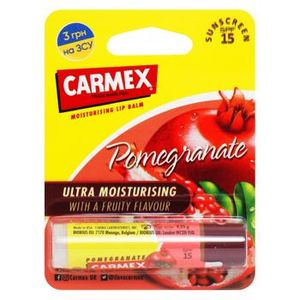 3 грн
на ЗСУ
SUNSCREEN
SPF
15
CARMEX
MOISTURISING LIP BALM
Pomegranate
ULTRA MOISTURISING
WITH A FRUITY FLAVOUR
POMEGRANATE
SPF
15
CARMEX